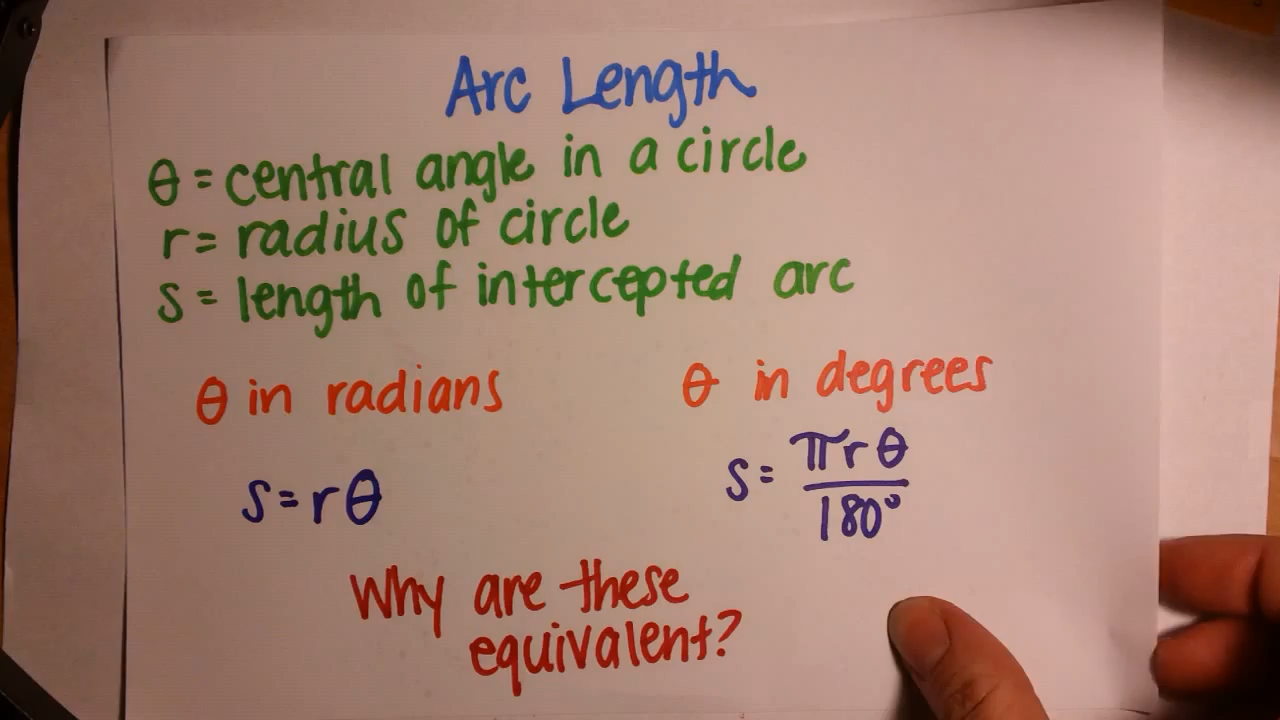 Arc Length
θ = central angle in a circle
r = radius of circle
s = length of intercepted arc
θ in radians
θ in degrees
s = rθ
s = πrθ / 180°
Why are these
equivalent?